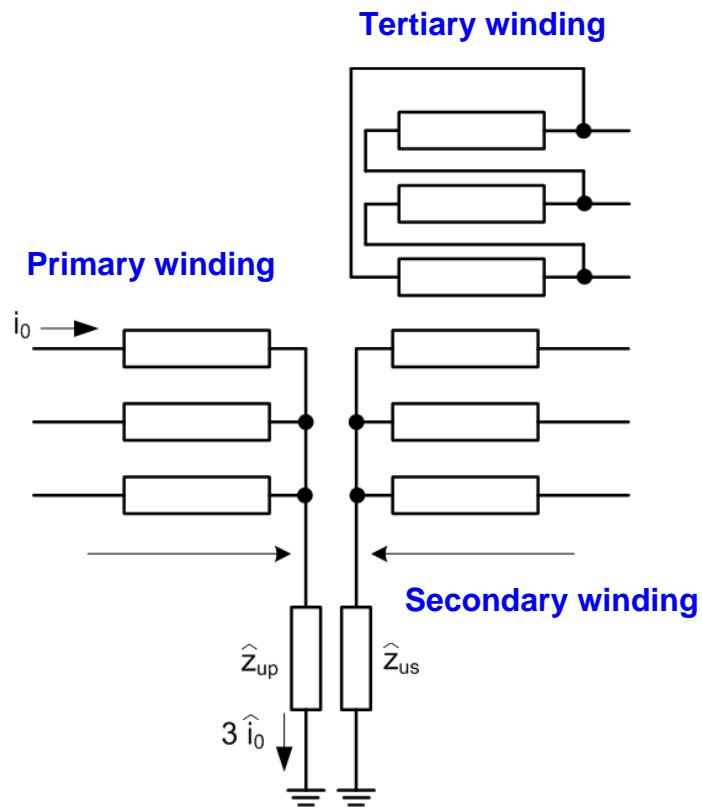 Tertiary winding
Primary winding
i₀
Secondary winding
ẑup
ẑus
3 î₀